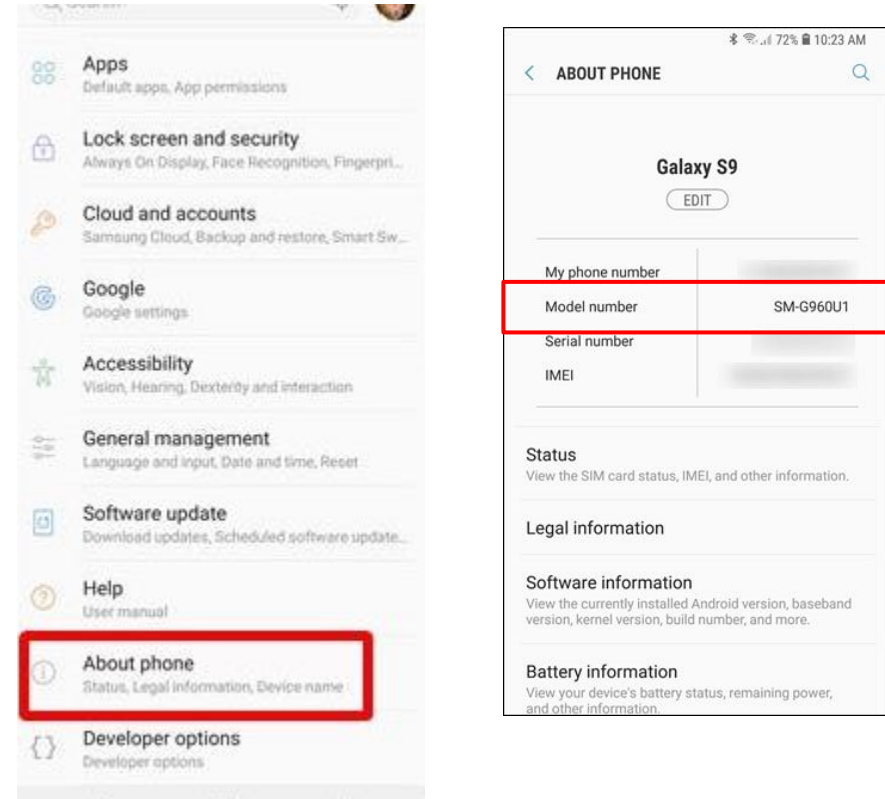 Apps
Default apps, App permissions
Lock screen and security
Always On Display, Face Recognition, Fingerpri...
Cloud and accounts
Samsung Cloud, Backup and restore, Smart Sw...
Google
Google settings
Accessibility
Vision, Hearing, Dexterity and interaction
General management
Language and input, Date and time, Reset
Software update
Download updates, Scheduled software update...
Help
User manual
About phone
Status, Legal information, Device name
Developer options
Developer options
72% 10:23 AM
ABOUT PHONE
Galaxy S9
EDIT
My phone number
Model number SM-G960U1
Serial number
IMEI
Status
View the SIM card status, IMEI, and other information.
Legal information
Software information
View the currently installed Android version, baseband
version, kernel version, build number, and more.
Battery information
View your device's battery status, remaining power,
and other information.